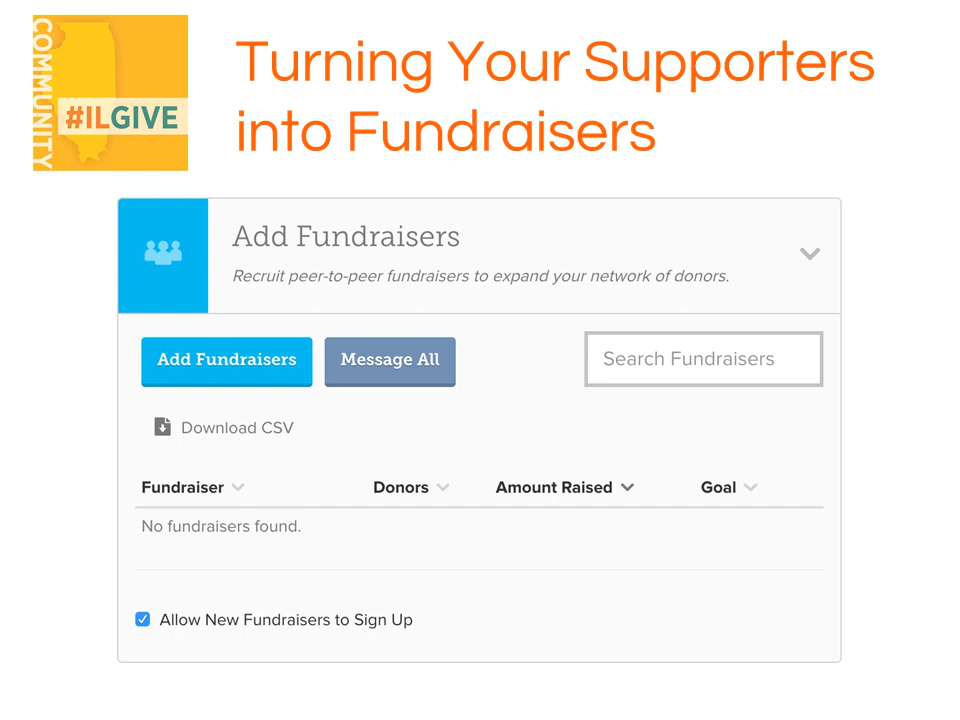 COMMUNITY
#ILGIVE
Turning Your Supporters
into Fundraisers
Add Fundraisers
Recruit peer-to-peer fundraisers to expand your network of donors.
Add Fundraisers Message All Search Fundraisers
Download CSV
Fundraiser Donors Amount Raised Goal
No fundraisers found.
Allow New Fundraisers to Sign Up